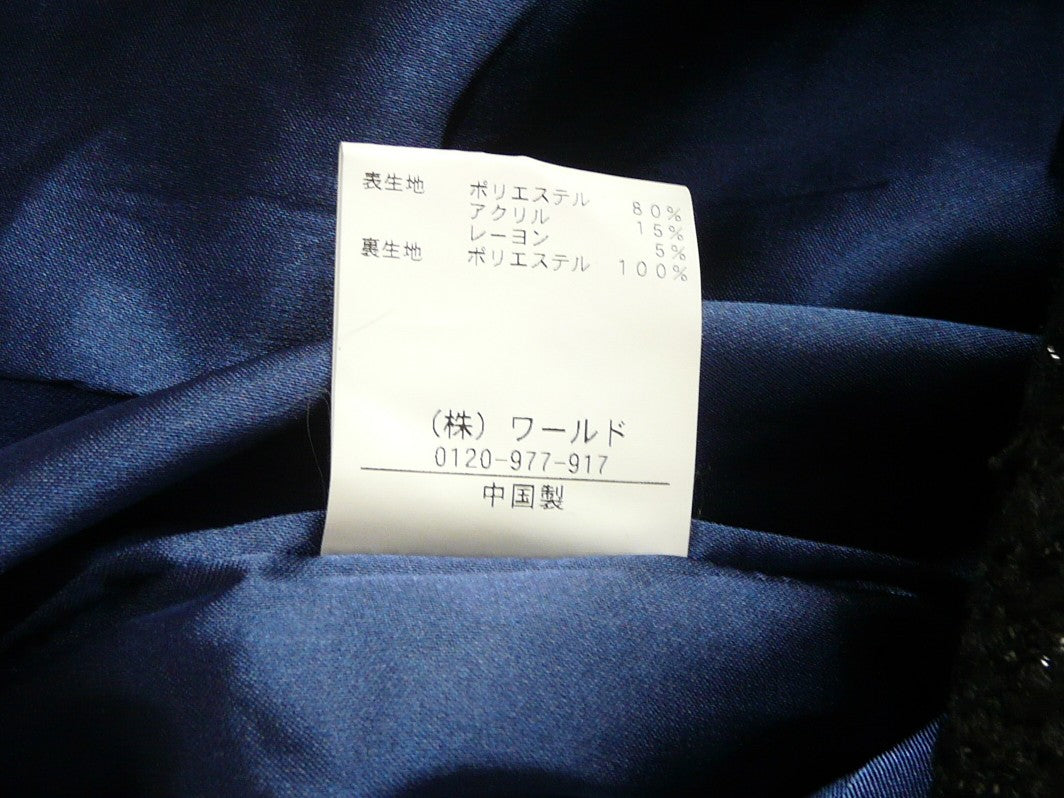 表生地 ポリエステル 80%
アクリル 15%
レーヨン 5%
裏生地 ポリエステル 100%
(株) ワールド
0120-977-917
中国製